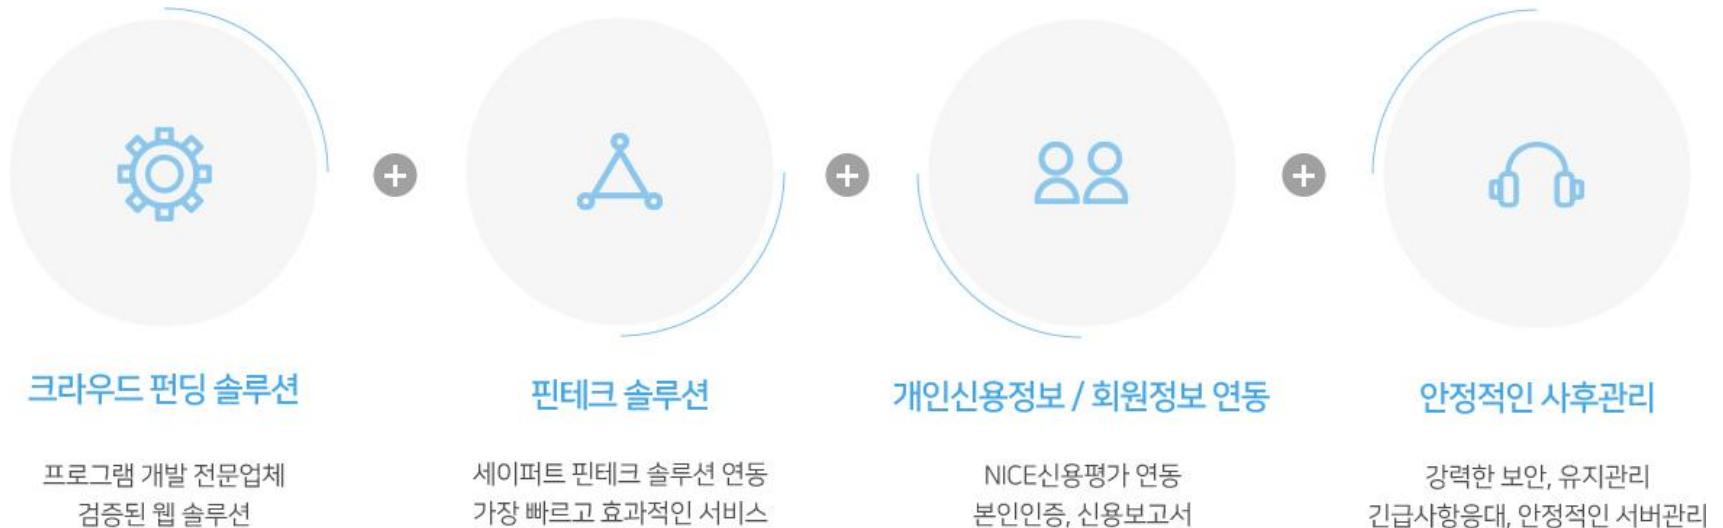 크라우드 펀딩 솔루션
프로그램 개발 전문업체
검증된 웹 솔루션
핀테크 솔루션
세이퍼트 핀테크 솔루션 연동
가장 빠르고 효과적인 서비스
개인신용정보 / 회원정보 연동
NICE신용평가 연동
본인인증, 신용보고서
안정적인 사후관리
강력한 보안, 유지관리
긴급사항응대, 안정적인 서버관리